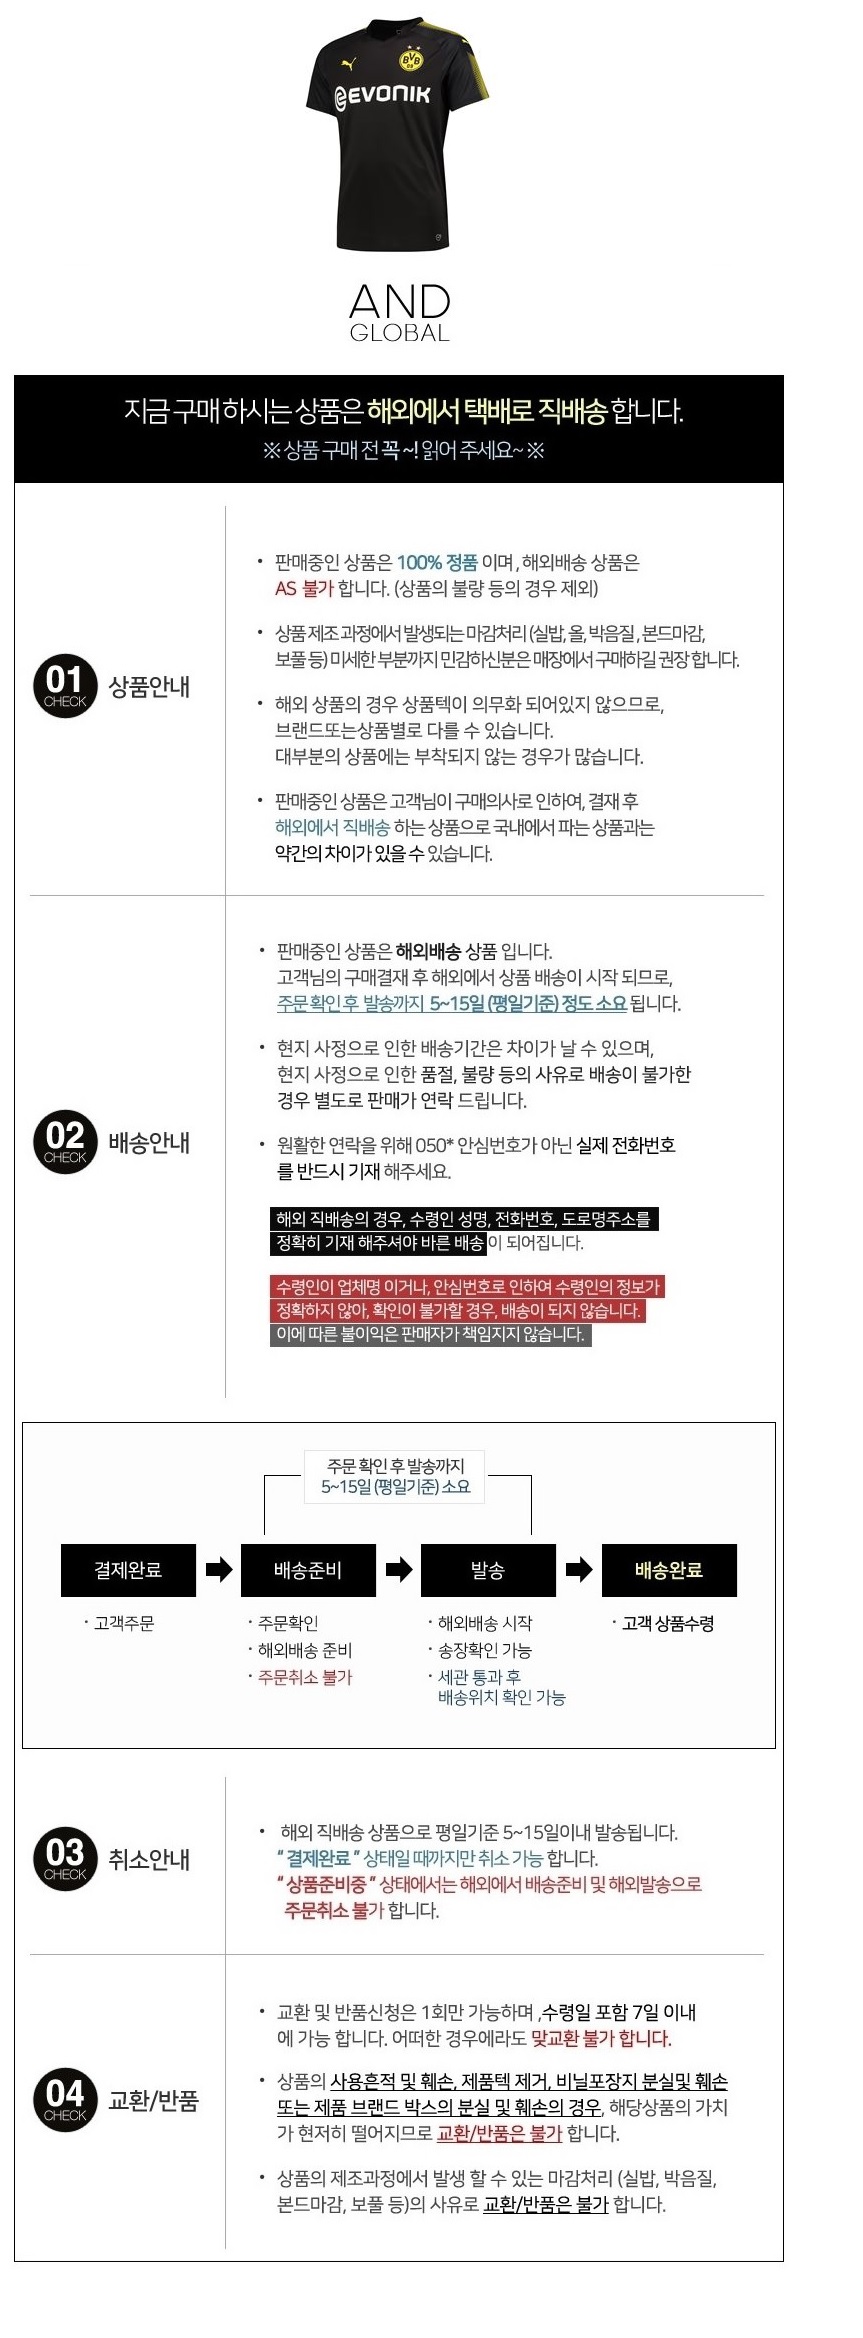 EVONIK
BVB
09
AND
GLOBAL
지금 구매 하시는 상품은 해외에서 택배로 직배송 합니다.
※ 상품 구매 전 꼭 ~! 읽어 주세요~ ※
01
CHECK
상품안내
• 판매중인 상품은 100% 정품 이며 , 해외배송 상품은
AS 불가 합니다. (상품의 불량 등의 경우 제외)
• 상품 제조 과정에서 발생되는 마감처리 (실밥, 올, 박음질 , 본드마감,
보풀 등) 미세한 부분까지 민감하신분은 매장에서 구매하길 권장 합니다.
• 해외 상품의 경우 상품텍이 의무화 되어있지 않으므로,
브랜드또는상품별로 다를 수 있습니다.
대부분의 상품에는 부착되지 않는 경우가 많습니다.
• 판매중인 상품은 고객님이 구매의사로 인하여, 결재 후
해외에서 직배송 하는 상품으로 국내에서 파는 상품과는
약간의 차이가 있을 수 있습니다.
02
CHECK
배송안내
• 판매중인 상품은 해외배송 상품 입니다.
고객님의 구매결재 후 해외에서 상품 배송이 시작 되므로,
주문 확인 후 발송까지 5~15일 (평일기준) 정도 소요 됩니다.
• 현지 사정으로 인한 배송기간은 차이가 날 수 있으며,
현지 사정으로 인한 품절, 불량 등의 사유로 배송이 불가한
경우 별도로 판매가 연락 드립니다.
• 원활한 연락을 위해 050* 안심번호가 아닌 실제 전화번호
를 반드시 기재 해주세요.
해외 직배송의 경우, 수령인 성명, 전화번호, 도로명주소를
정확히 기재 해주셔야 바른 배송이 되어집니다.
수령인이 업체명 이거나, 안심번호로 인하여 수령인의 정보가
정확하지 않아, 확인이 불가할 경우, 배송이 되지 않습니다.
이에 따른 불이익은 판매자가 책임지지 않습니다.
주문 확인 후 발송까지
5~15일 (평일기준) 소요
결제완료
배송준비
발송
배송완료
· 고객주문
· 주문확인
· 해외배송 준비
· 주문취소 불가
· 해외배송 시작
· 송장확인 가능
· 세관 통과 후
배송위치 확인 가능
· 고객 상품수령
03
CHECK
취소안내
• 해외 직배송 상품으로 평일기준 5~15일이내 발송됩니다.
“ 결제완료 ” 상태일 때까지만 취소 가능 합니다.
“ 상품준비중 ” 상태에서는 해외에서 배송준비 및 해외발송으로
주문취소 불가 합니다.
04
CHECK
교환/반품
• 교환 및 반품신청은 1회만 가능하며 ,수령일 포함 7일 이내
에 가능 합니다. 어떠한 경우에라도 맞교환 불가 합니다.
• 상품의 사용흔적 및 훼손, 제품텍 제거, 비닐포장지 분실및 훼손
또는 제품 브랜드 박스의 분실 및 훼손의 경우, 해당상품의 가치
가 현저히 떨어지므로 교환/반품은 불가 합니다.
• 상품의 제조과정에서 발생 할 수 있는 마감처리 (실밥, 박음질,
본드마감, 보풀 등)의 사유로 교환/반품은 불가 합니다.